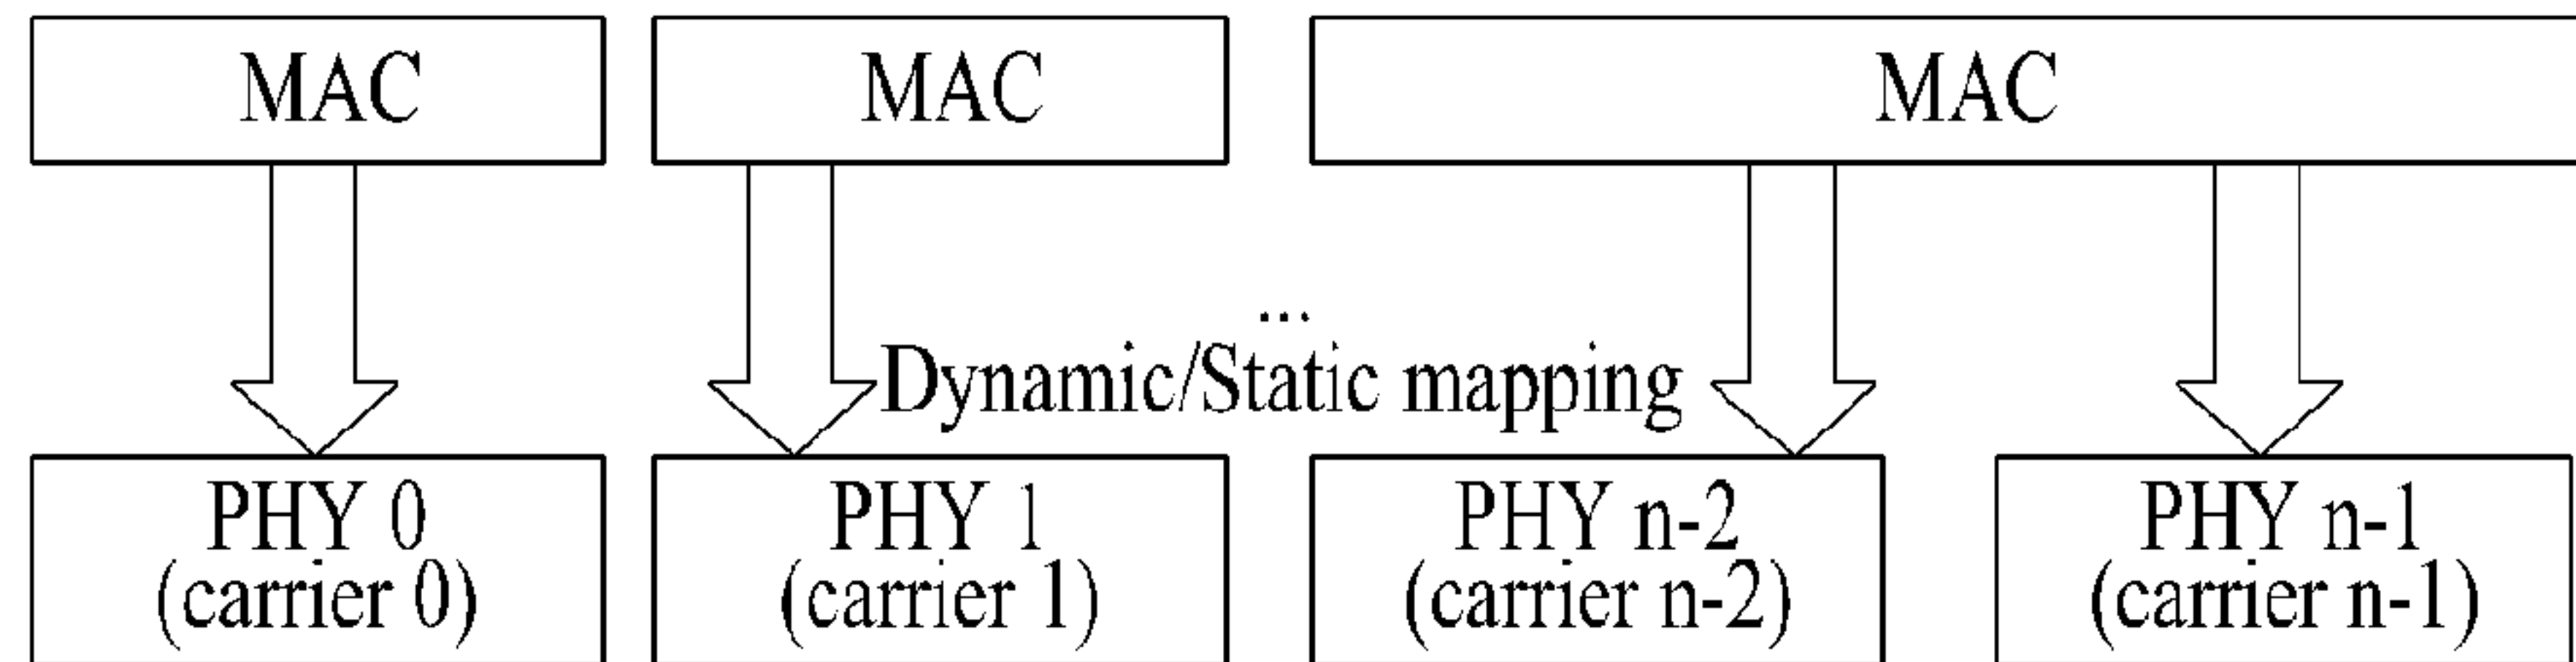 MAC
MAC
MAC
...
Dynamic/Static mapping
PHY 0
(carrier 0)
PHY 1
(carrier 1)
PHY n-2
(carrier n-2)
PHY n-1
(carrier n-1)